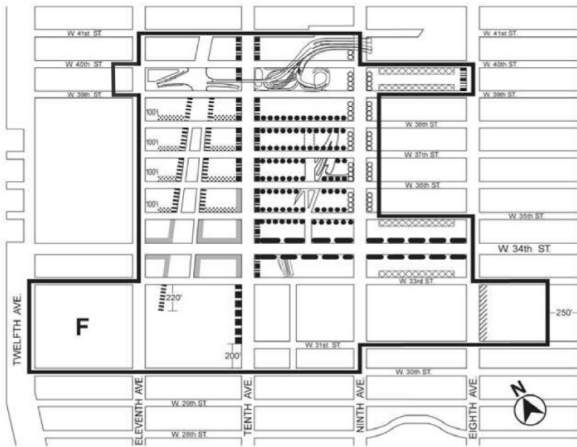 W. 41st ST.
W. 41st ST.
W. 40th ST.
W. 40th ST.
W. 39th ST.
W. 39th ST.
100'
W. 38th ST.
100'
W. 37th ST.
100'
W. 36th ST.
100'
W. 35th ST.
W. 34th ST.
W. 33rd ST.
220'
F
250'
TWELFTH AVE.
200'
W. 31st ST.
W. 30th ST.
N
ELEVENTH AVE.
TENTH AVE.
NINTH AVE.
EIGHTH AVE.
W. 29th ST.
W. 28th ST.